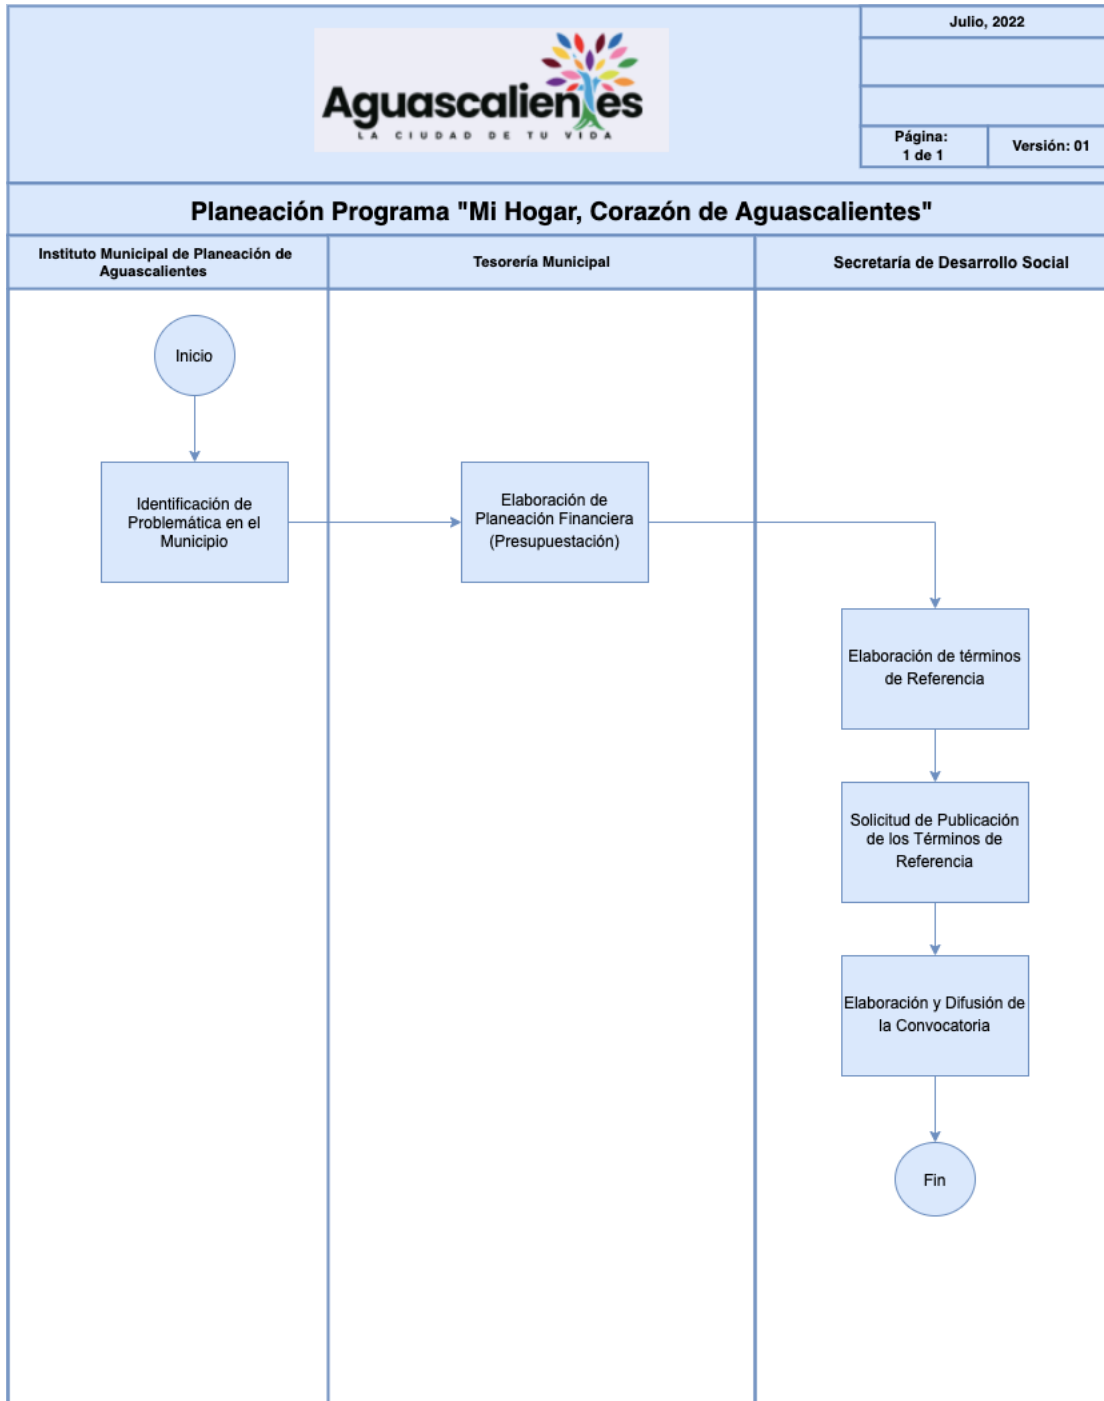 Julio, 2022
Aguascalientes
LA CIUDAD DE TU VIDA
Página:
1 de 1
Versión: 01
Planeación Programa "Mi Hogar, Corazón de Aguascalientes"
Instituto Municipal de Planeación de
Aguascalientes
Tesorería Municipal
Secretaría de Desarrollo Social
Inicio
Identificación de
Problemática en el
Municipio
Elaboración de
Planeación Financiera
(Presupuestación)
Elaboración de términos
de Referencia
Solicitud de Publicación
de los Términos de
Referencia
Elaboración y Difusión de
la Convocatoria
Fin